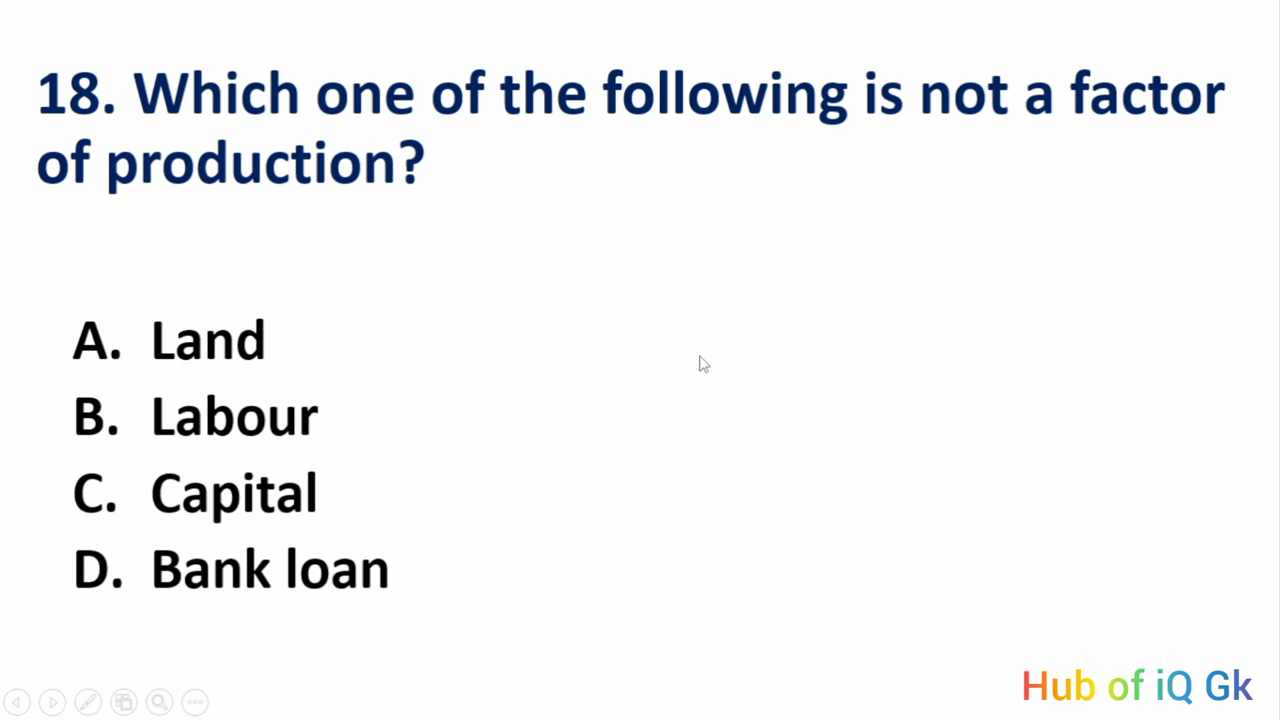 18. Which one of the following is not a factor
of production?
A. Land
B. Labour
C. Capital
D. Bank loan
Hub of iQ Gk